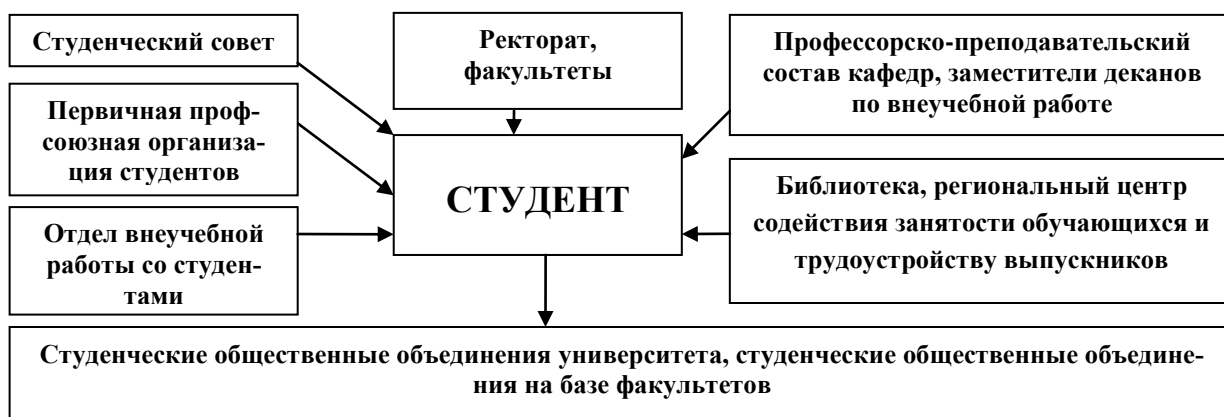 Студенческий совет
Первичная проф-
союзная организа-
ция студентов
Отдел внеучебной
работы со студен-
тами
Ректорат,
факультеты
СТУДЕНТ
Профессорско-преподавательский
состав кафедр, заместители деканов
по внеучебной работе
Библиотека, региональный центр
содействия занятости обучающихся и
трудоустройству выпускников
Студенческие общественные объединения университета, студенческие общественные объедине-
ния на базе факультетов